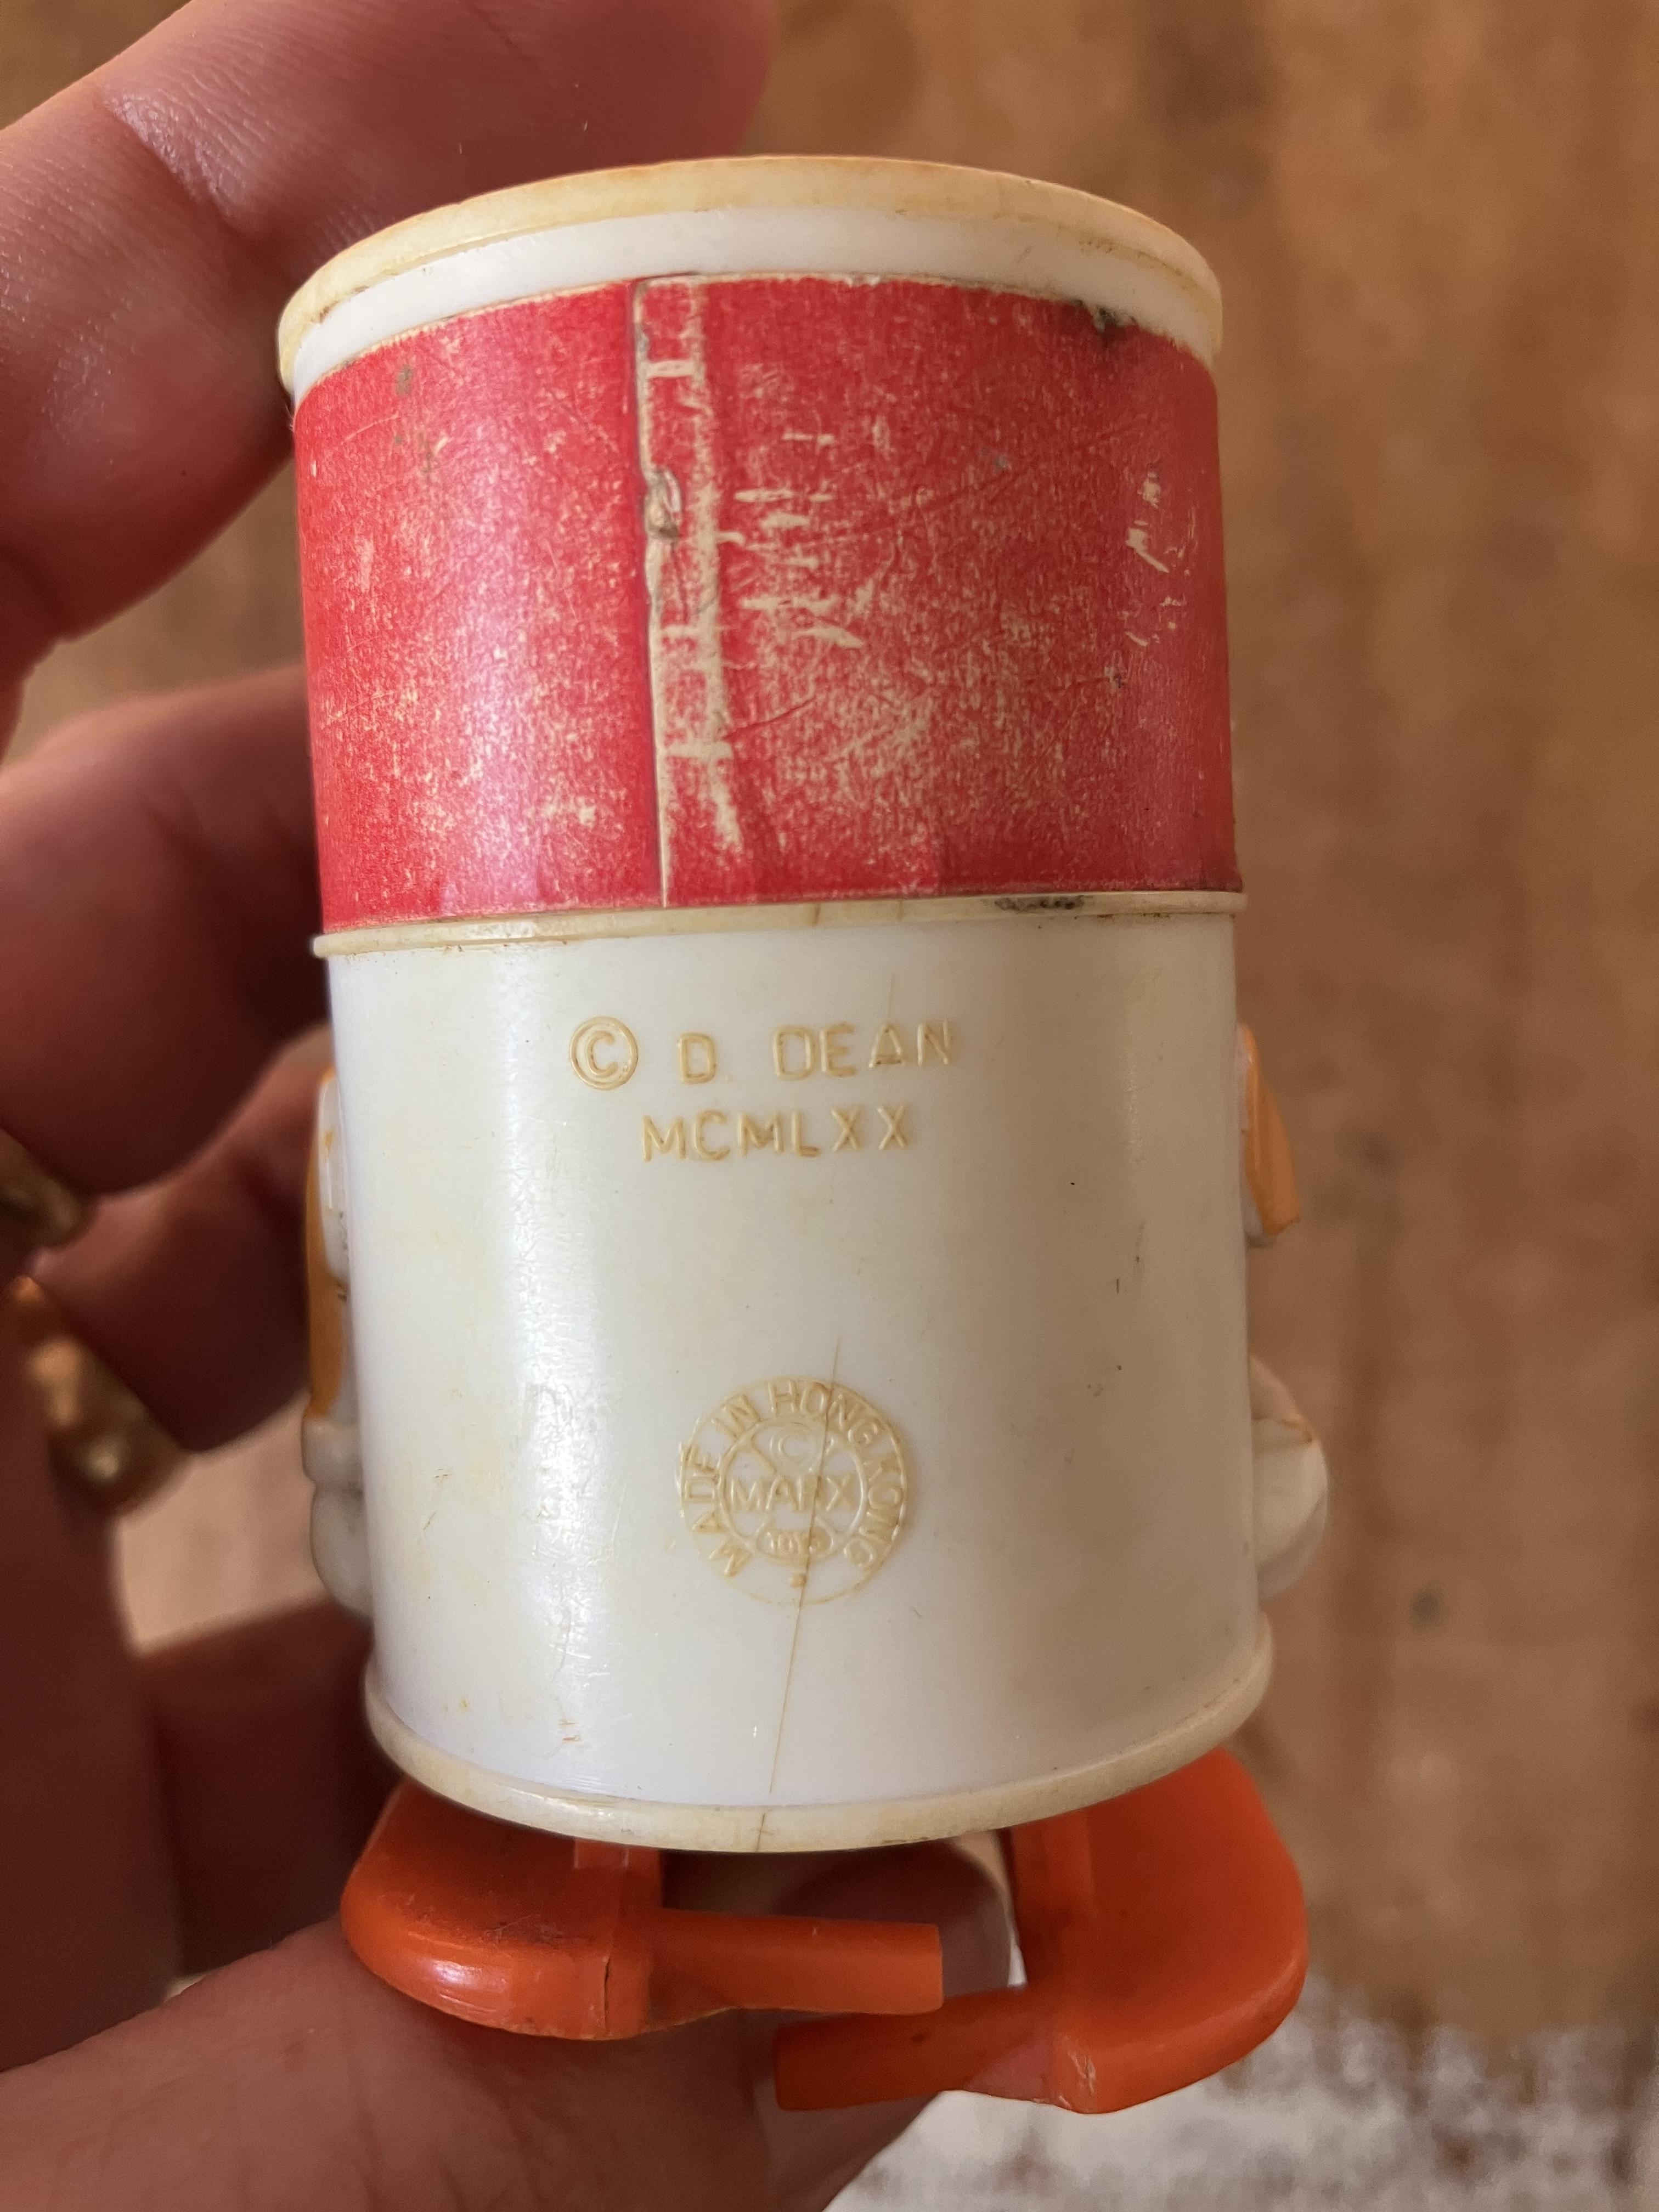 © D. DEAN
MCMLXX
MADE IN HONG KONG
©
MARX